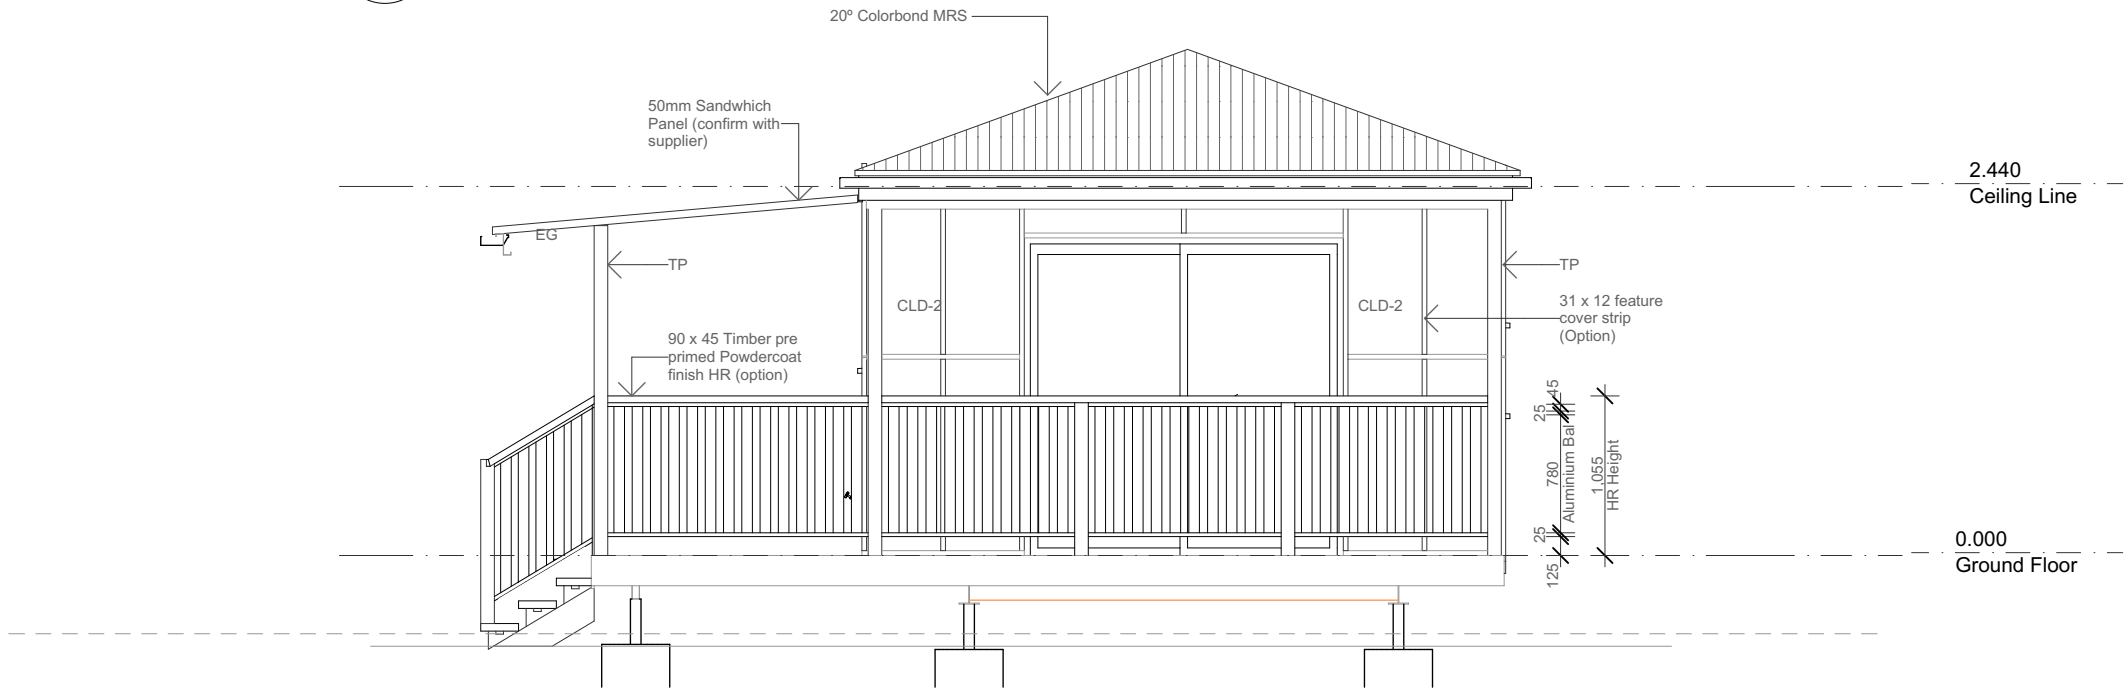 20º Colorbond MRS
50mm Sandwhich
Panel (confirm with
supplier)
2.440
Ceiling Line
EG
TP
TP
CLD-2
CLD-2
31 x 12 feature
cover strip
(Option)
90 x 45 Timber pre
primed Powdercoat
finish HR (option)
45
25
780
Aluminium Bal
1,055
HR Height
25
125
0.000
Ground Floor